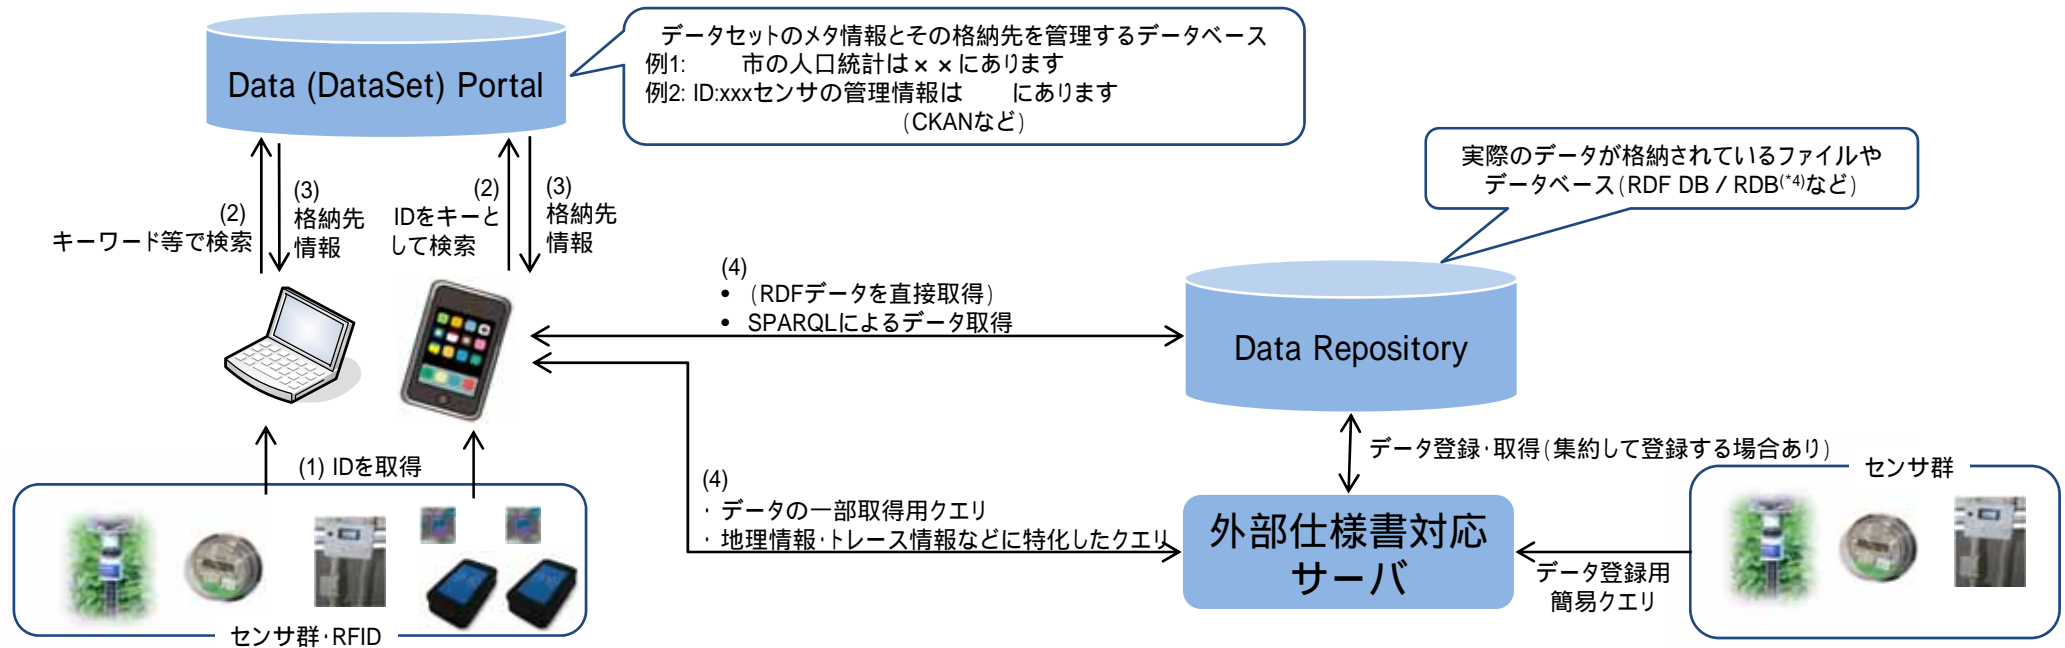 Data (DataSet) Portal
データセットのメタ情報とその格納先を管理するデータベース
例1: 市の人口統計は××にあります
例2: ID:xxxセンサの管理情報は にあります
(CKANなど)
実際のデータが格納されているファイルや
データベース(RDF DB / RDB(*4)など)
(2)
キーワード等で検索
(3)
格納先
情報
(2)
IDをキーと
して検索
(3)
格納先
情報
(4)
• (RDFデータを直接取得)
• SPARQLによるデータ取得
Data Repository
(1) IDを取得
データ登録・取得(集約して登録する場合あり)
センサ群
(4)
・データの一部取得用クエリ
・地理情報・トレース情報などに特化したクエリ
外部仕様書対応
サーバ
データ登録用
簡易クエリ
センサ群・RFID